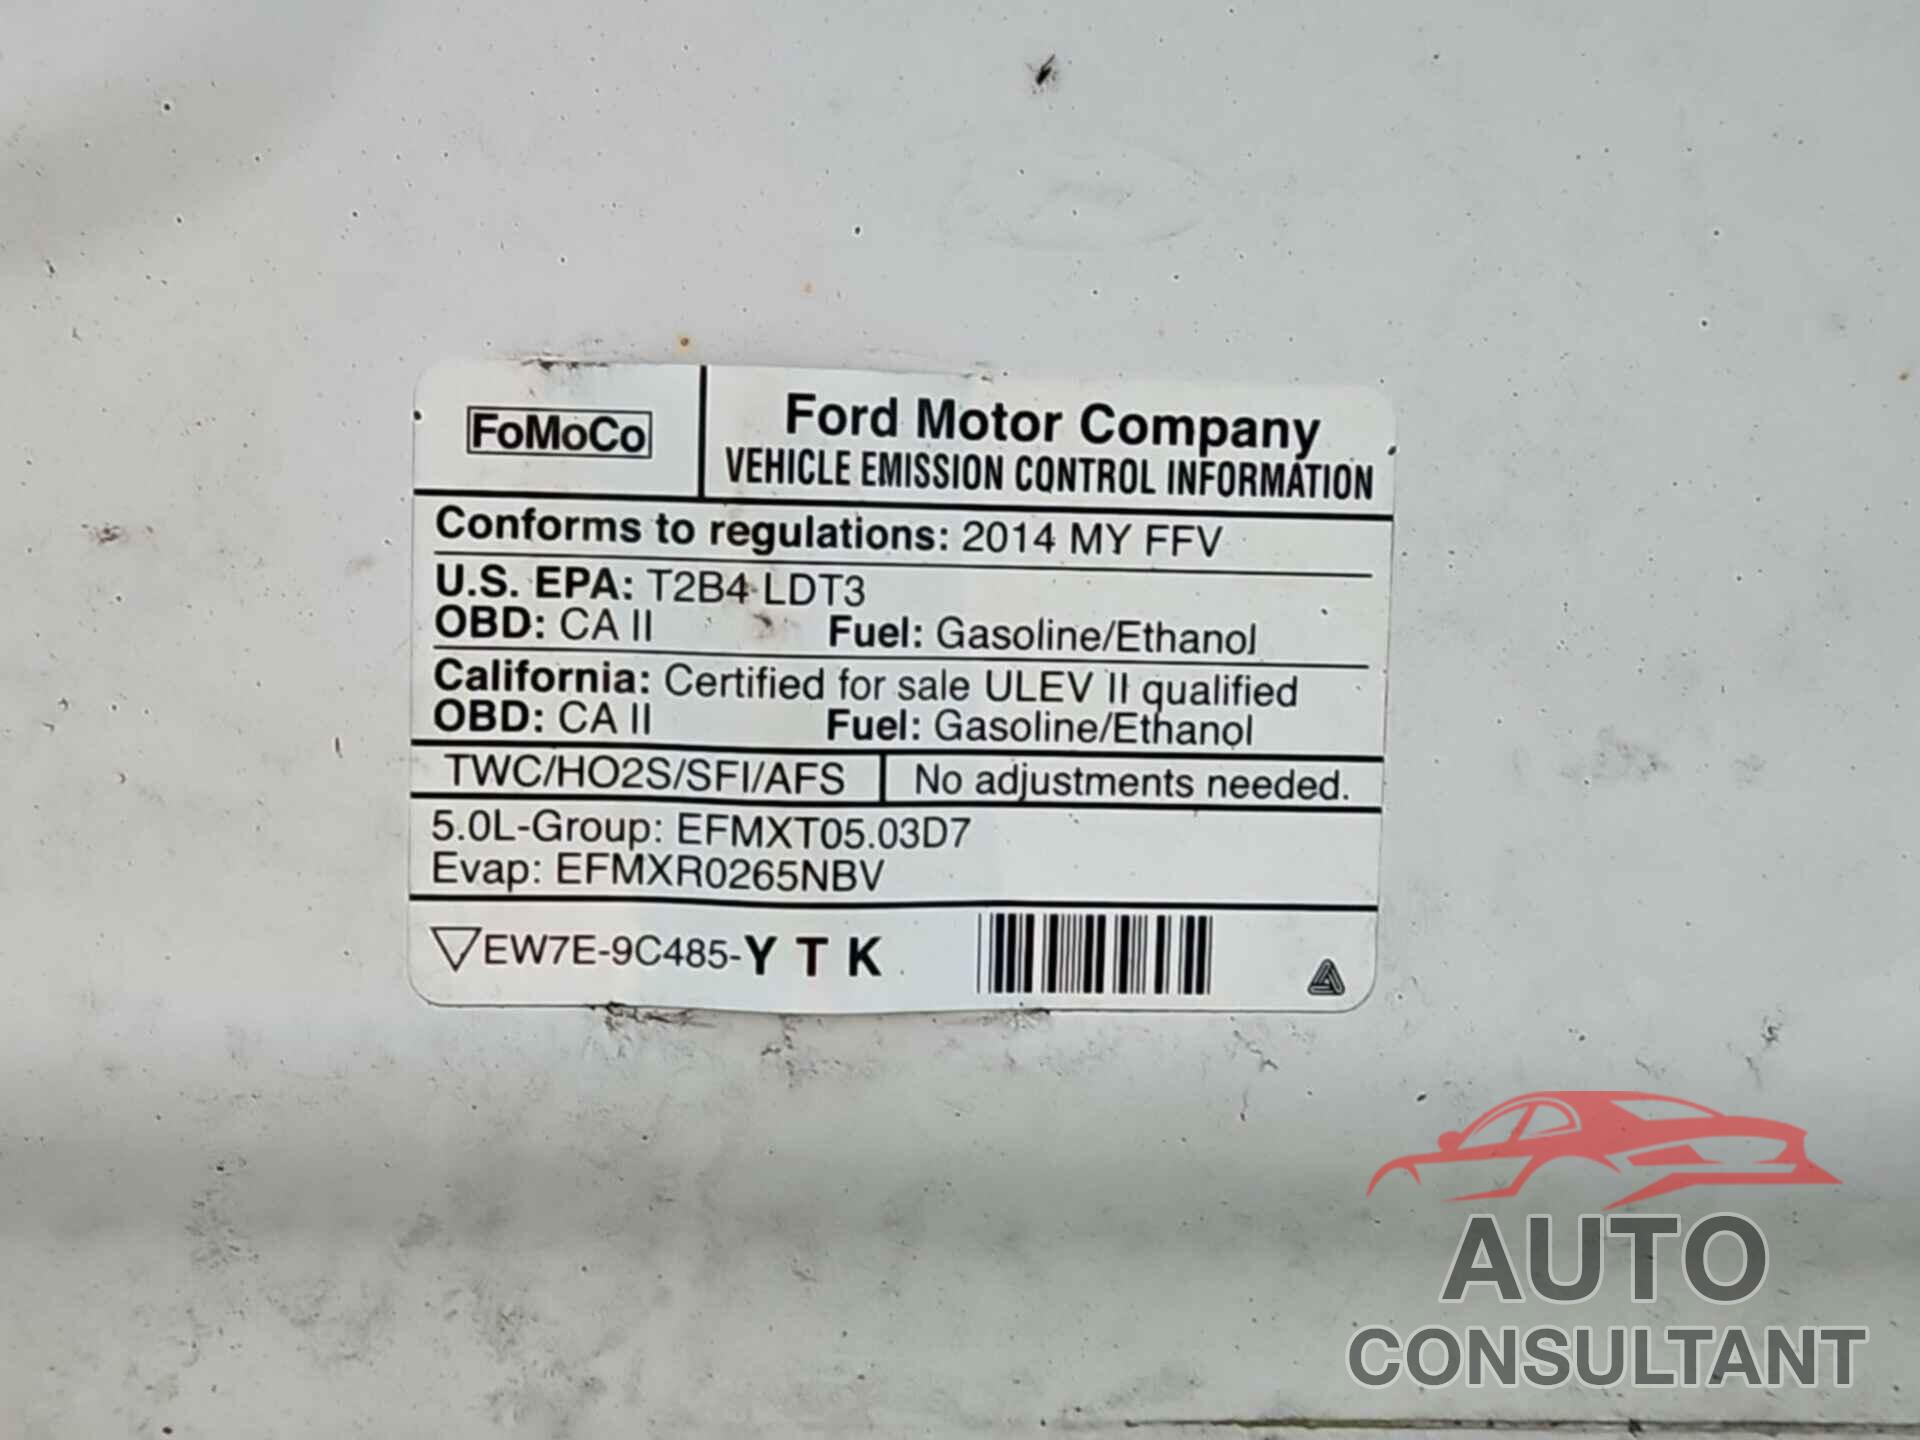 FoMoCo
Ford Motor Company
VEHICLE EMISSION CONTROL INFORMATION
Conforms to regulations: 2014 MY FFV
U.S. EPA: T2B4 LDT3
OBD: CA II Fuel: Gasoline/Ethanol
California: Certified for sale ULEV II qualified
OBD: CA II Fuel: Gasoline/Ethanol
TWC/HO2S/SFI/AFS No adjustments needed.
5.0L-Group: EFMXT05.03D7
Evap: EFMXR0265NBV
EW7E-9C485-Y T K
AUTO
CONSULTANT